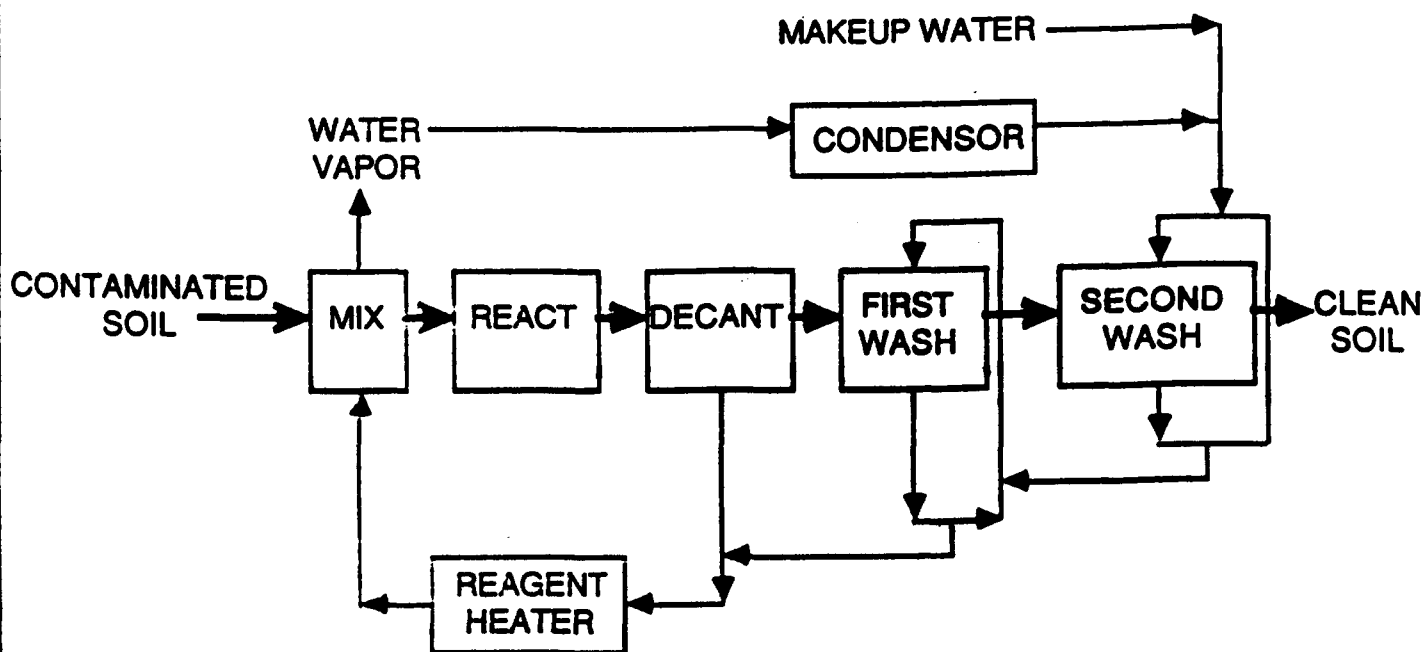 MAKEUP WATER
WATER
VAPOR
CONDENSOR
CONTAMINATED
SOIL
MIX
REACT
DECANT
FIRST
WASH
SECOND
WASH
CLEAN
SOIL
REAGENT
HEATER